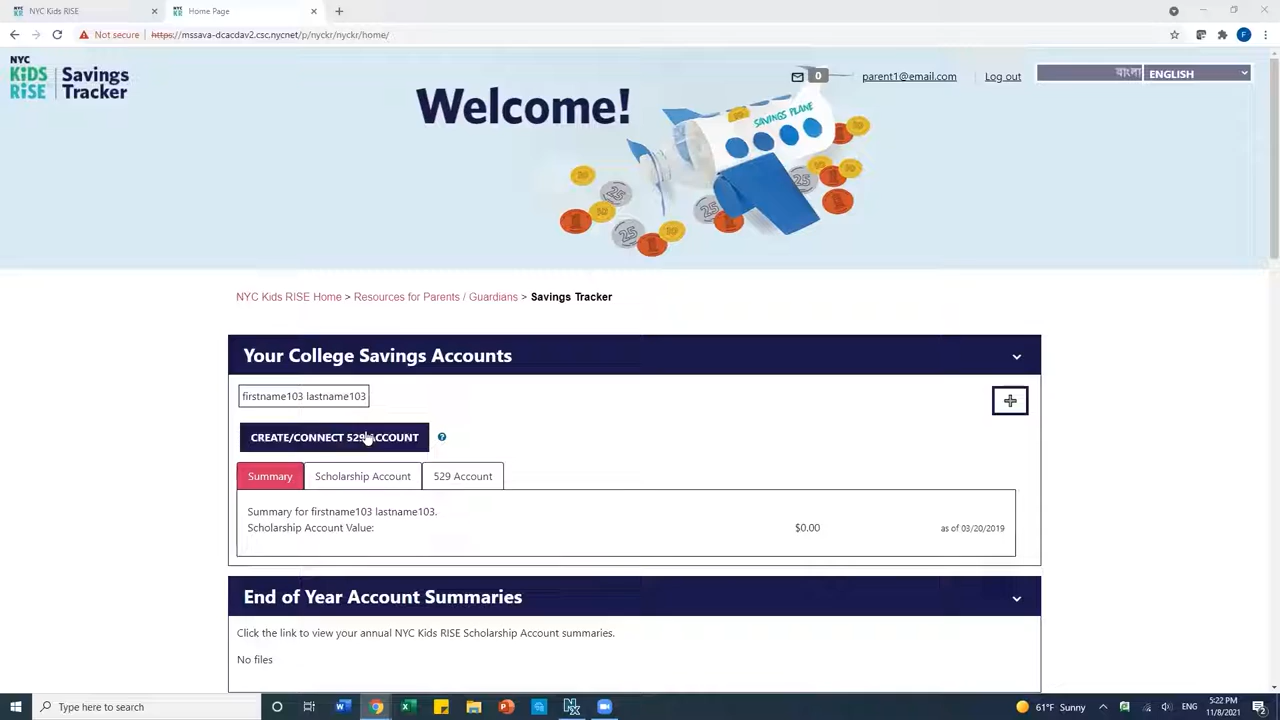 NYC Kids RISE
Home Page
Not secure
https://mssava-dcacdav2.csc.nycnet/p/nyckr/nyckr/home/
F
NYC
KiDS
RiSE
Savings
Tracker
Welcome!
SAVINGS PLANE
0
parent1@email.com
Log out
বাংলা
ENGLISH
NYC Kids RISE Home > Resources for Parents / Guardians > Savings Tracker
Your College Savings Accounts
firstname103 lastname103
CREATE/CONNECT 529 ACCOUNT
Summary
Scholarship Account
529 Account
Summary for firstname103 lastname103.
Scholarship Account Value:
$0.00
as of 03/20/2019
End of Year Account Summaries
Click the link to view your annual NYC Kids RISE Scholarship Account summaries.
No files
Type here to search
61°F Sunny
ENG
5:22 PM
11/8/2021
2